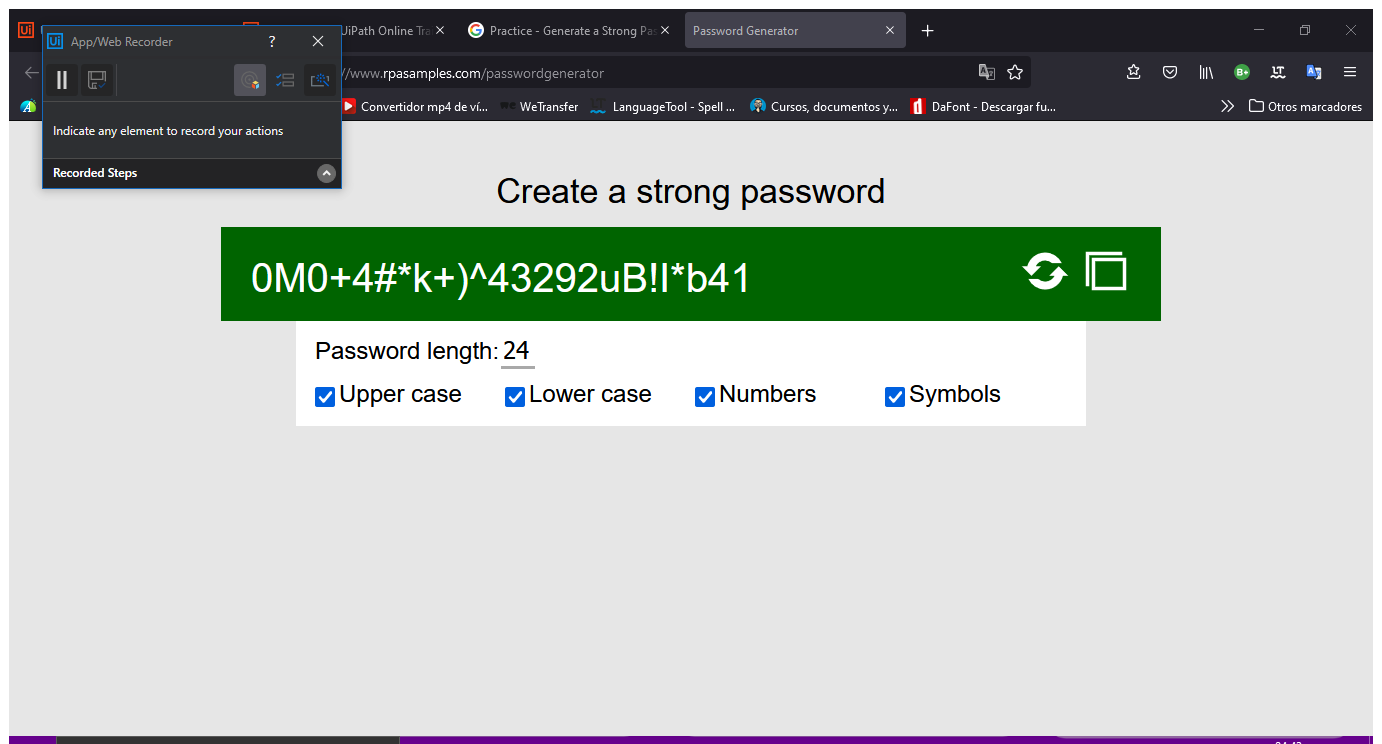 UiPath Online Tra
Practice - Generate a Strong Pas
Password Generator
App/Web Recorder ?
//www.rpasamples.com/passwordgenerator
Convertidor mp4 de ví...
WeTransfer
LanguageTool - Spell ...
Cursos, documentos y...
DaFont - Descargar fu...
Otros marcadores
Indicate any element to record your actions
Recorded Steps
Create a strong password
0M0+4#*k+)^43292uB!I*b41
Password length: 24
Upper case Lower case Numbers Symbols